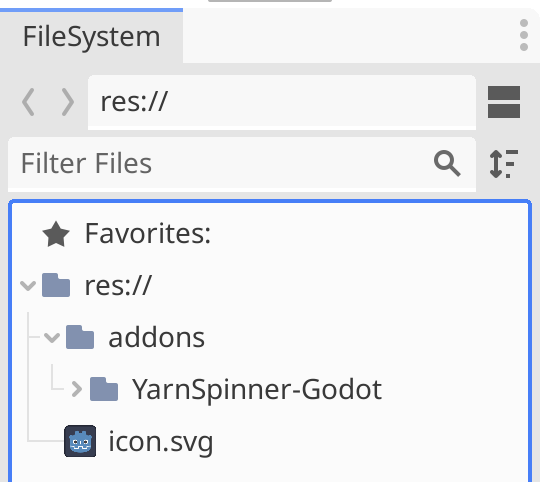 FileSystem
res://
Filter Files
Favorites:
res://
addons
YarnSpinner-Godot
icon.svg